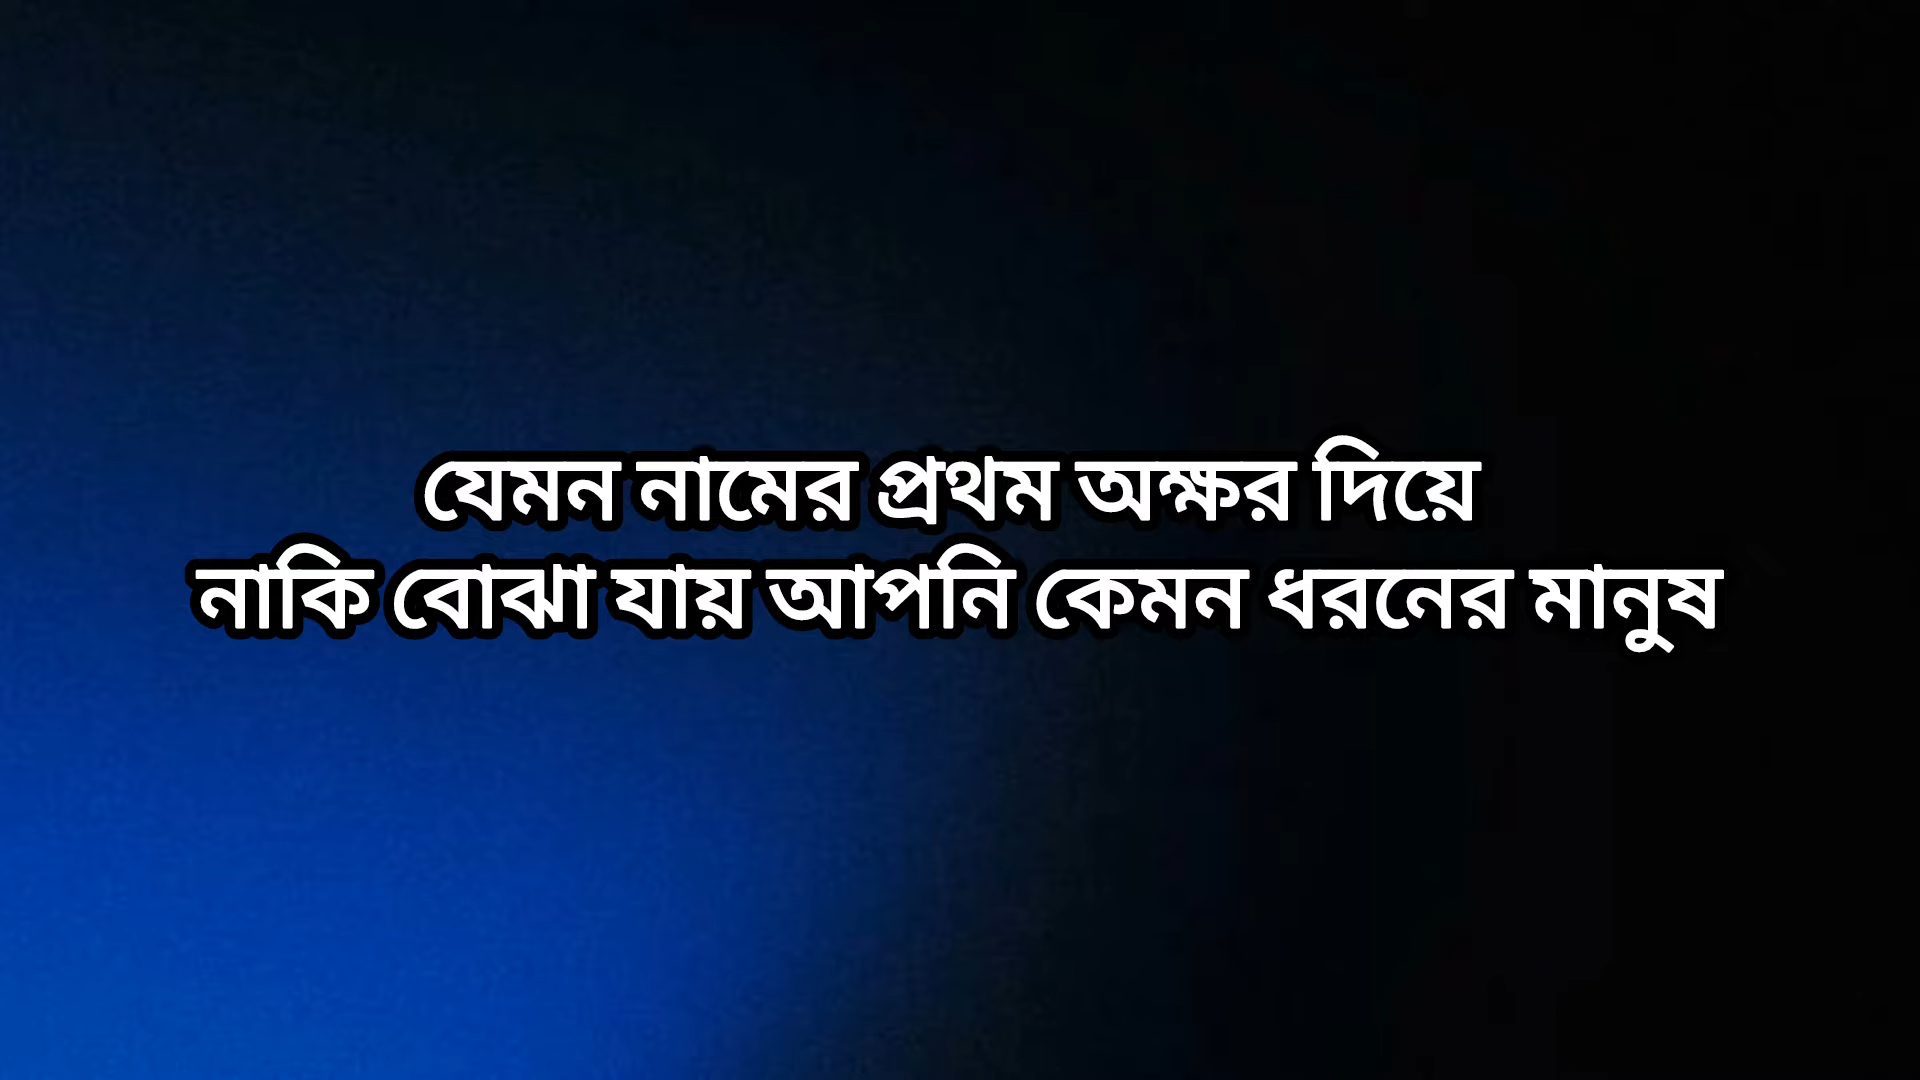 যেমন নামের প্রথম অক্ষর দিয়ে
নাকি বোঝা যায় আপনি কেমন ধরনের মানুষ